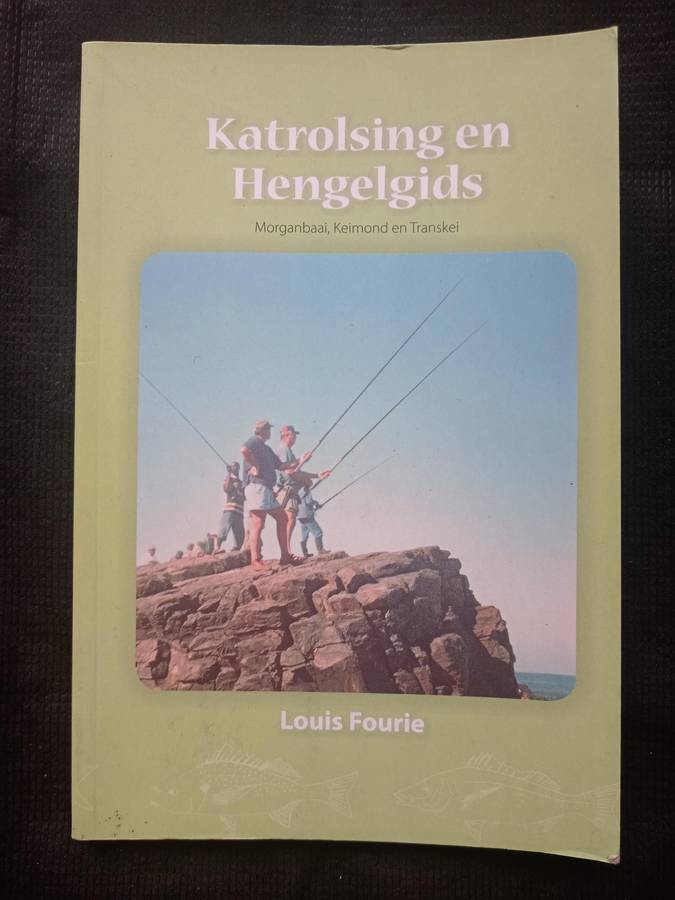 Katrolsing en
Hengelgids
Morganbaai, Keimond en Transkei
Louis Fourie